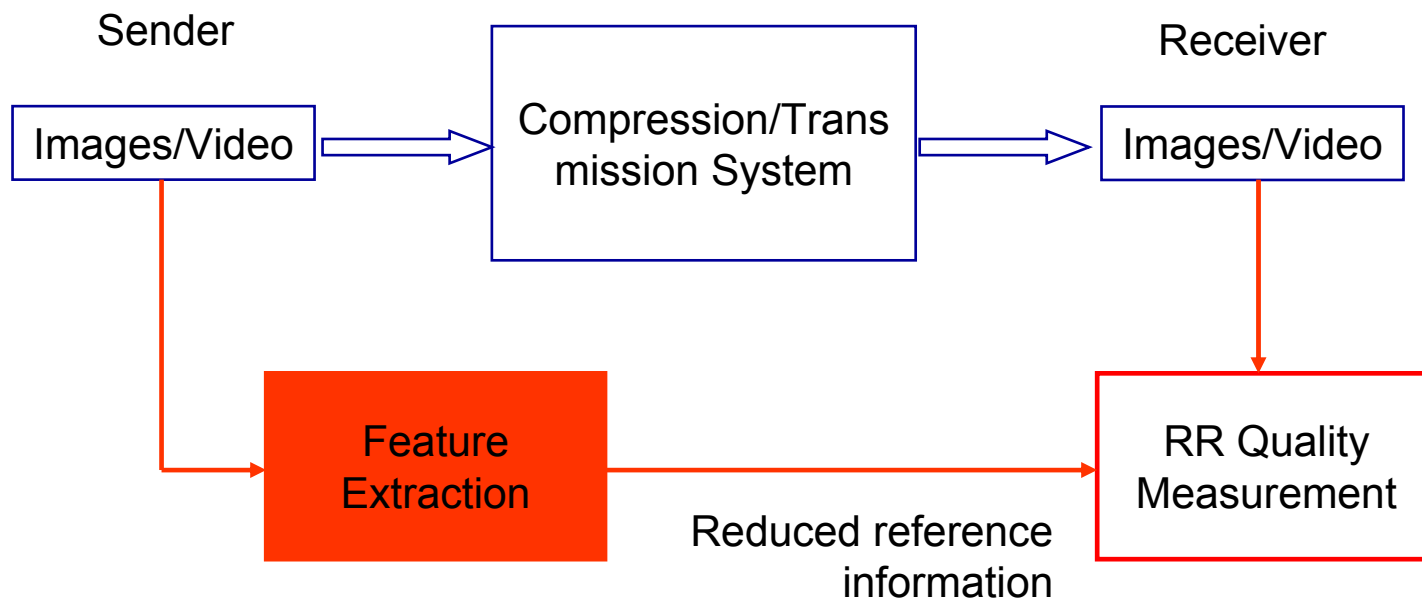 Sender
Receiver
Images/Video
Compression/Trans
mission System
Images/Video
Feature
Extraction
RR Quality
Measurement
Reduced reference
information